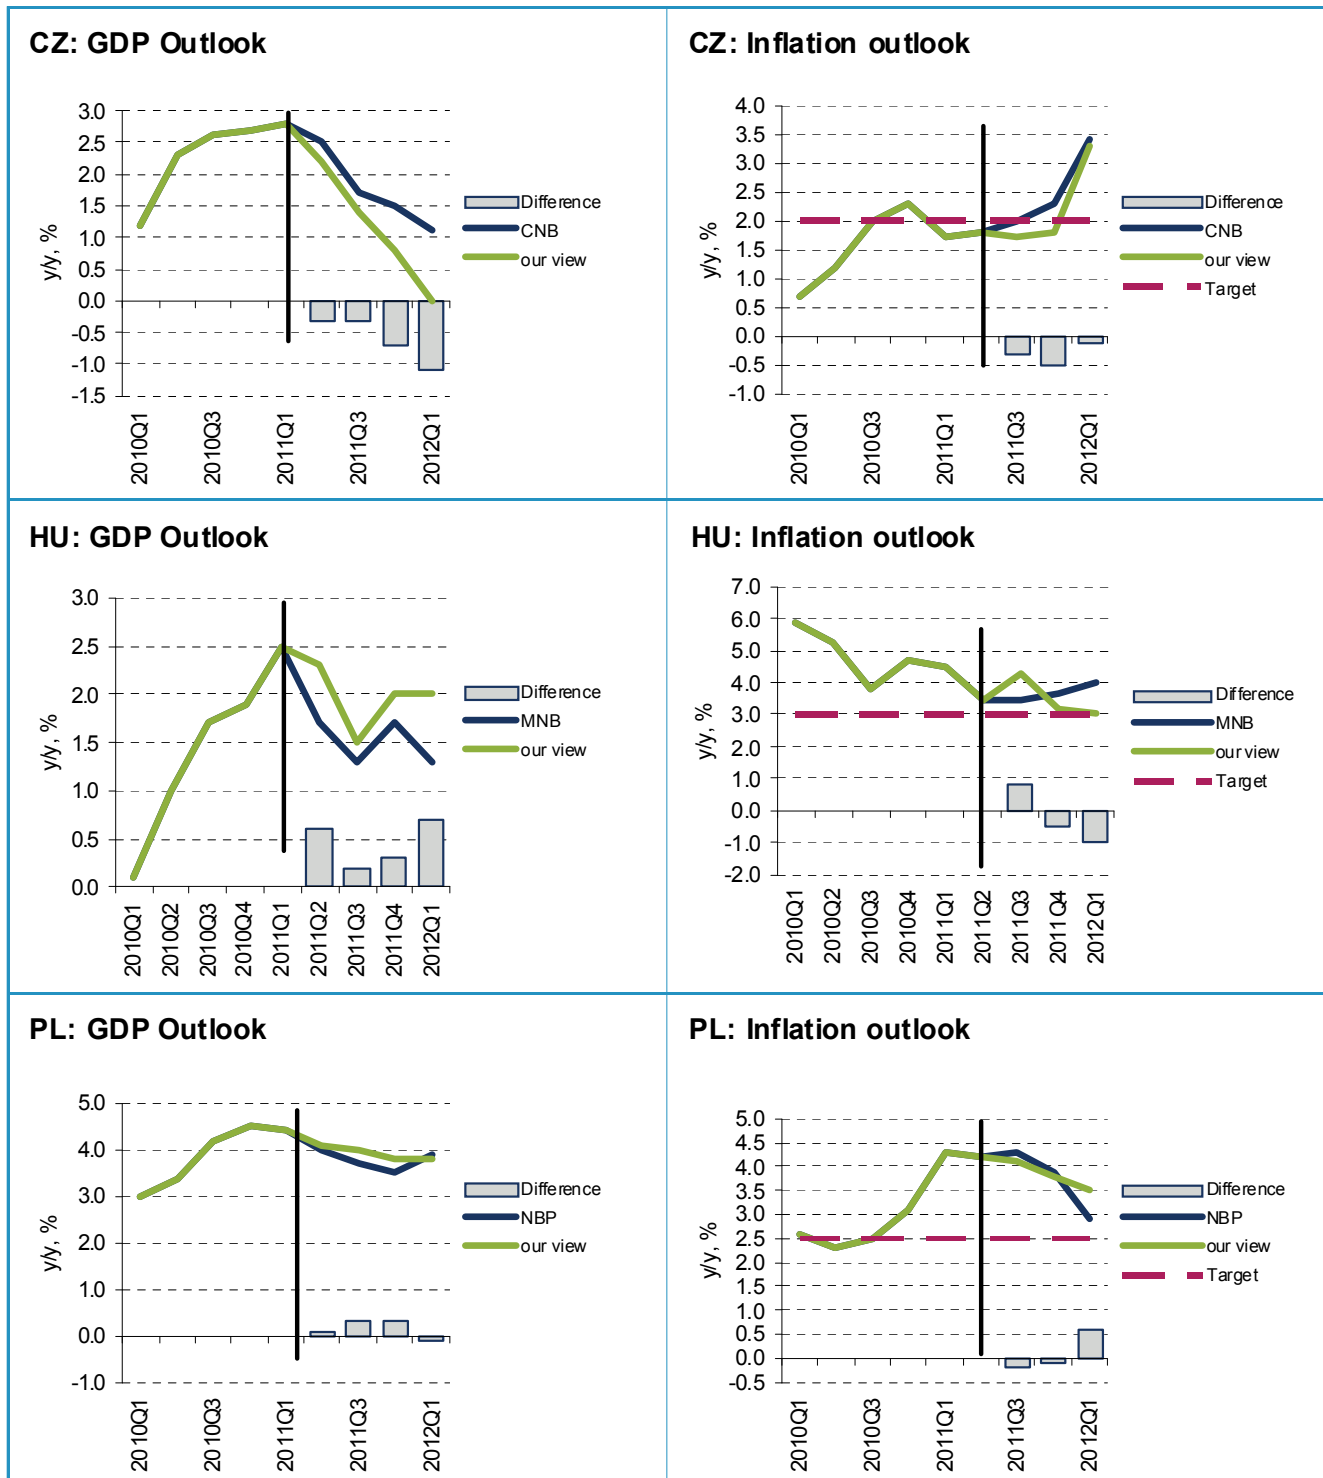 CZ: GDP Outlook
3.0
2.5
2.0
1.5
1.0
0.5
0.0
-0.5
-1.0
-1.5
y/y, %
2010Q1
2010Q3
2011Q1
2011Q3
2012Q1
Difference
CNB
our view
CZ: Inflation outlook
4.0
3.5
3.0
2.5
2.0
1.5
1.0
0.5
0.0
-0.5
-1.0
y/y, %
2010Q1
2010Q3
2011Q1
2011Q3
2012Q1
Difference
CNB
our view
Target
HU: GDP Outlook
3.0
2.5
2.0
1.5
1.0
0.5
0.0
y/y, %
2010Q1
2010Q2
2010Q3
2010Q4
2011Q1
2011Q2
2011Q3
2011Q4
2012Q1
Difference
MNB
our view
HU: Inflation outlook
7.0
6.0
5.0
4.0
3.0
2.0
1.0
0.0
-1.0
-2.0
y/y, %
2010Q1
2010Q2
2010Q3
2010Q4
2011Q1
2011Q2
2011Q3
2011Q4
2012Q1
Difference
MNB
our view
Target
PL: GDP Outlook
5.0
4.0
3.0
2.0
1.0
0.0
-1.0
y/y, %
2010Q1
2010Q3
2011Q1
2011Q3
2012Q1
Difference
NBP
our view
PL: Inflation outlook
5.0
4.5
4.0
3.5
3.0
2.5
2.0
1.5
1.0
0.5
0.0
-0.5
y/y, %
2010Q1
2010Q3
2011Q1
2011Q3
2012Q1
Difference
NBP
our view
Target